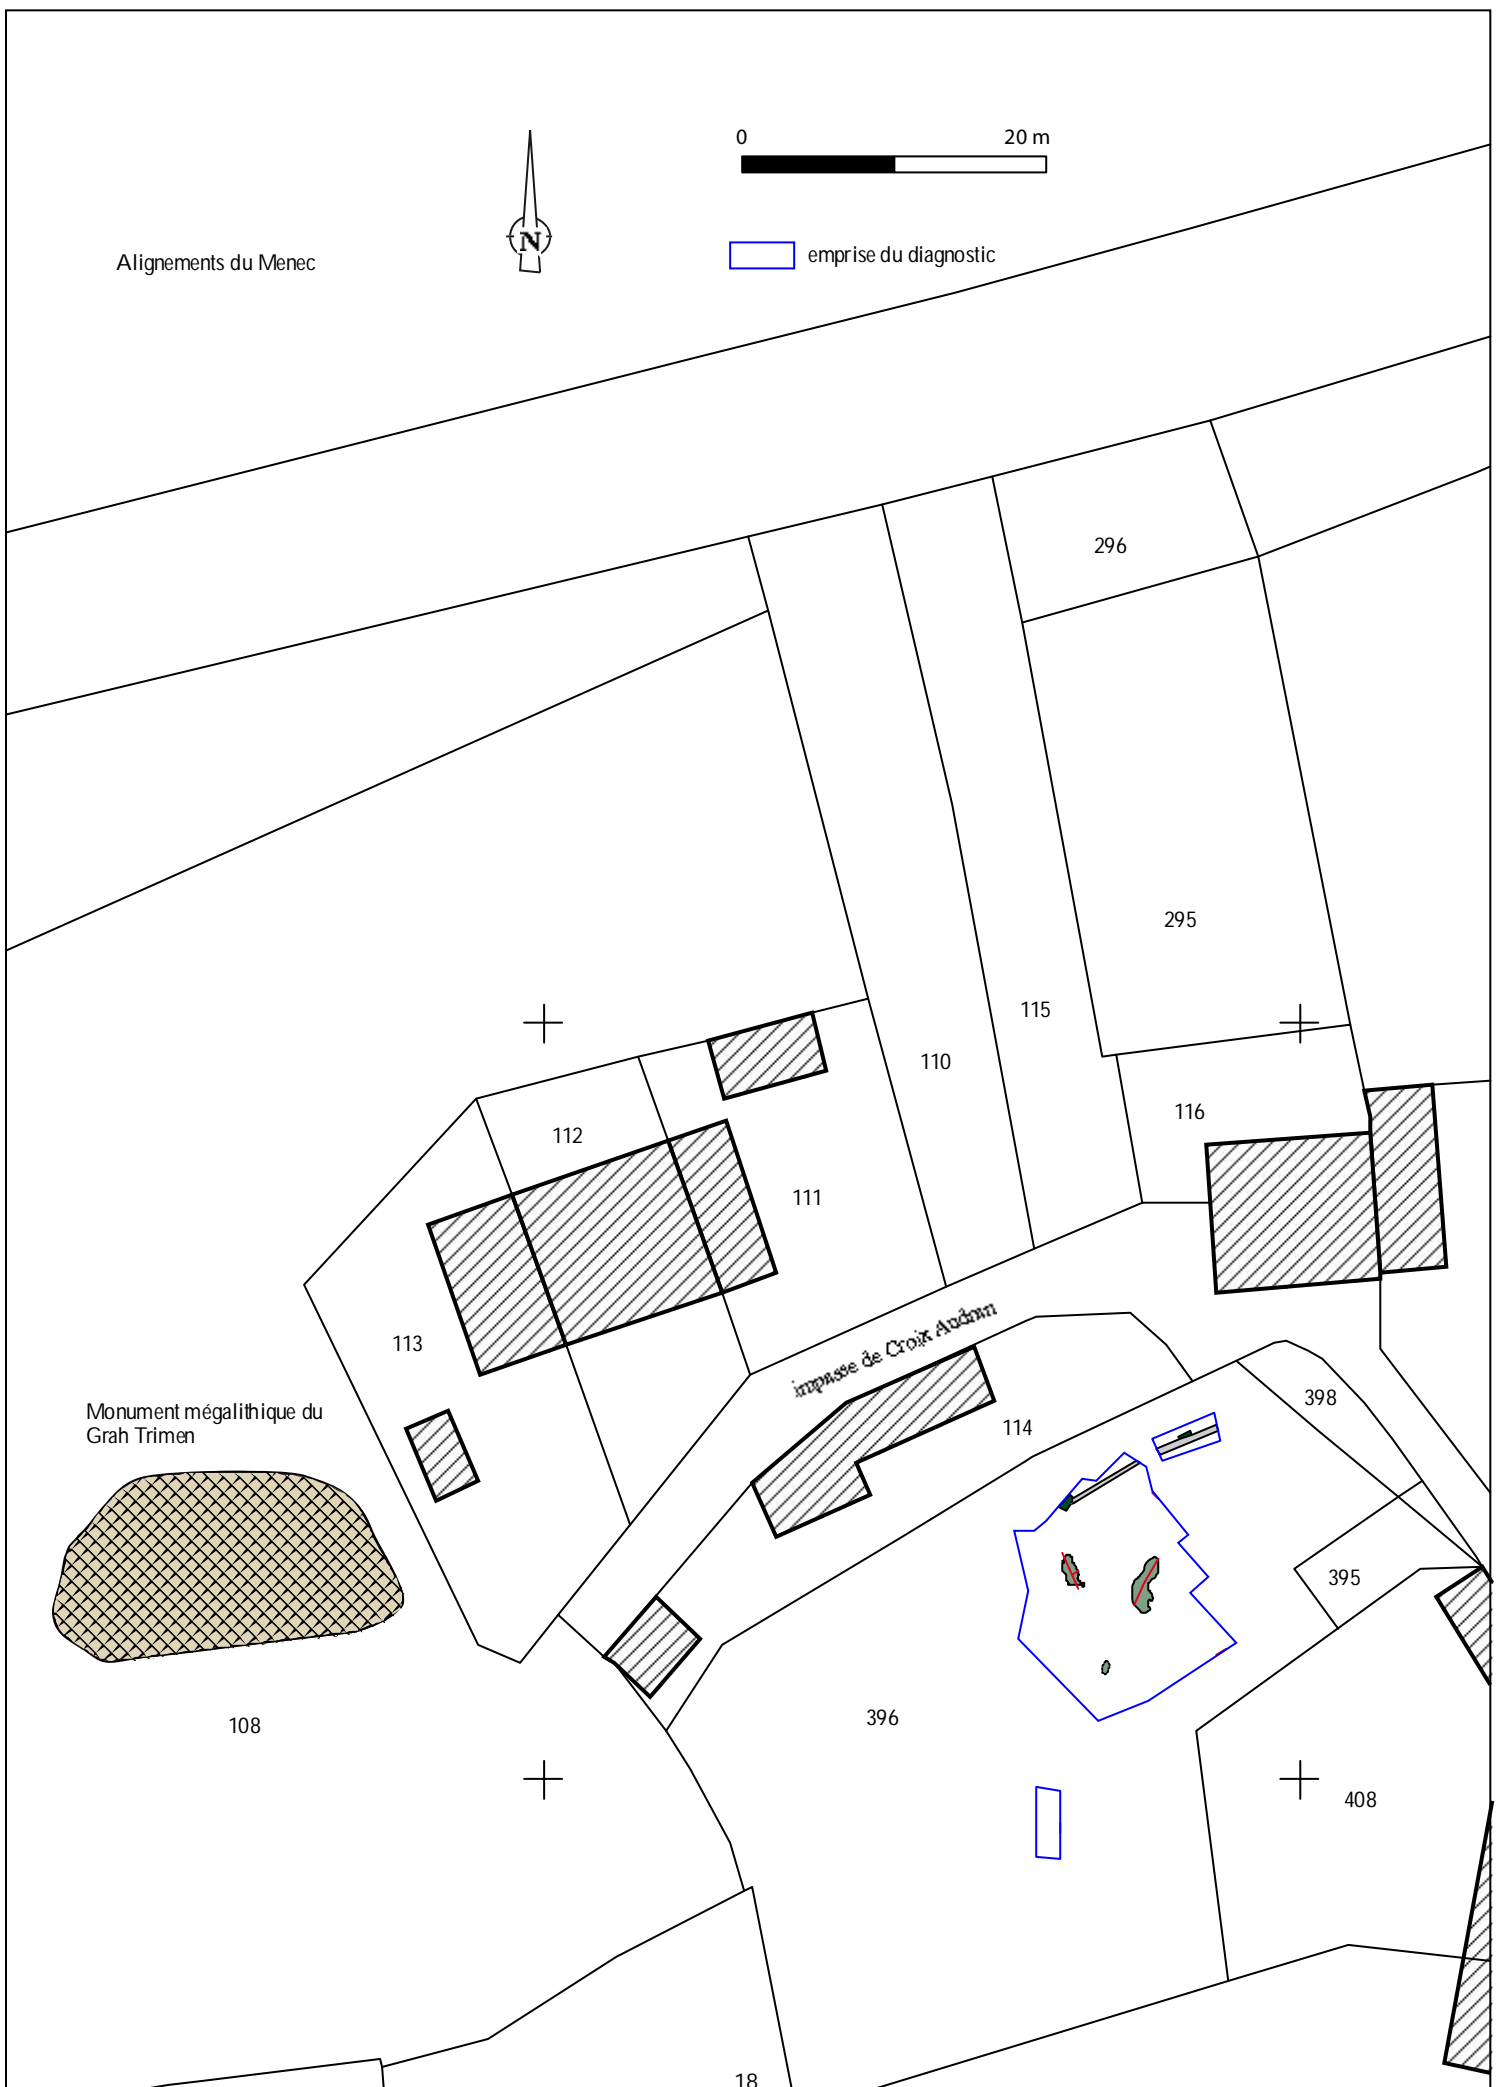 0 20 m
N
Alignements du Menec
emprise du diagnostic
296
295
115
110
116
112
111
113
impasse de Croix Audran
398
Monument mégalithique du
Grah Trimen
114
395
396
108
408
18